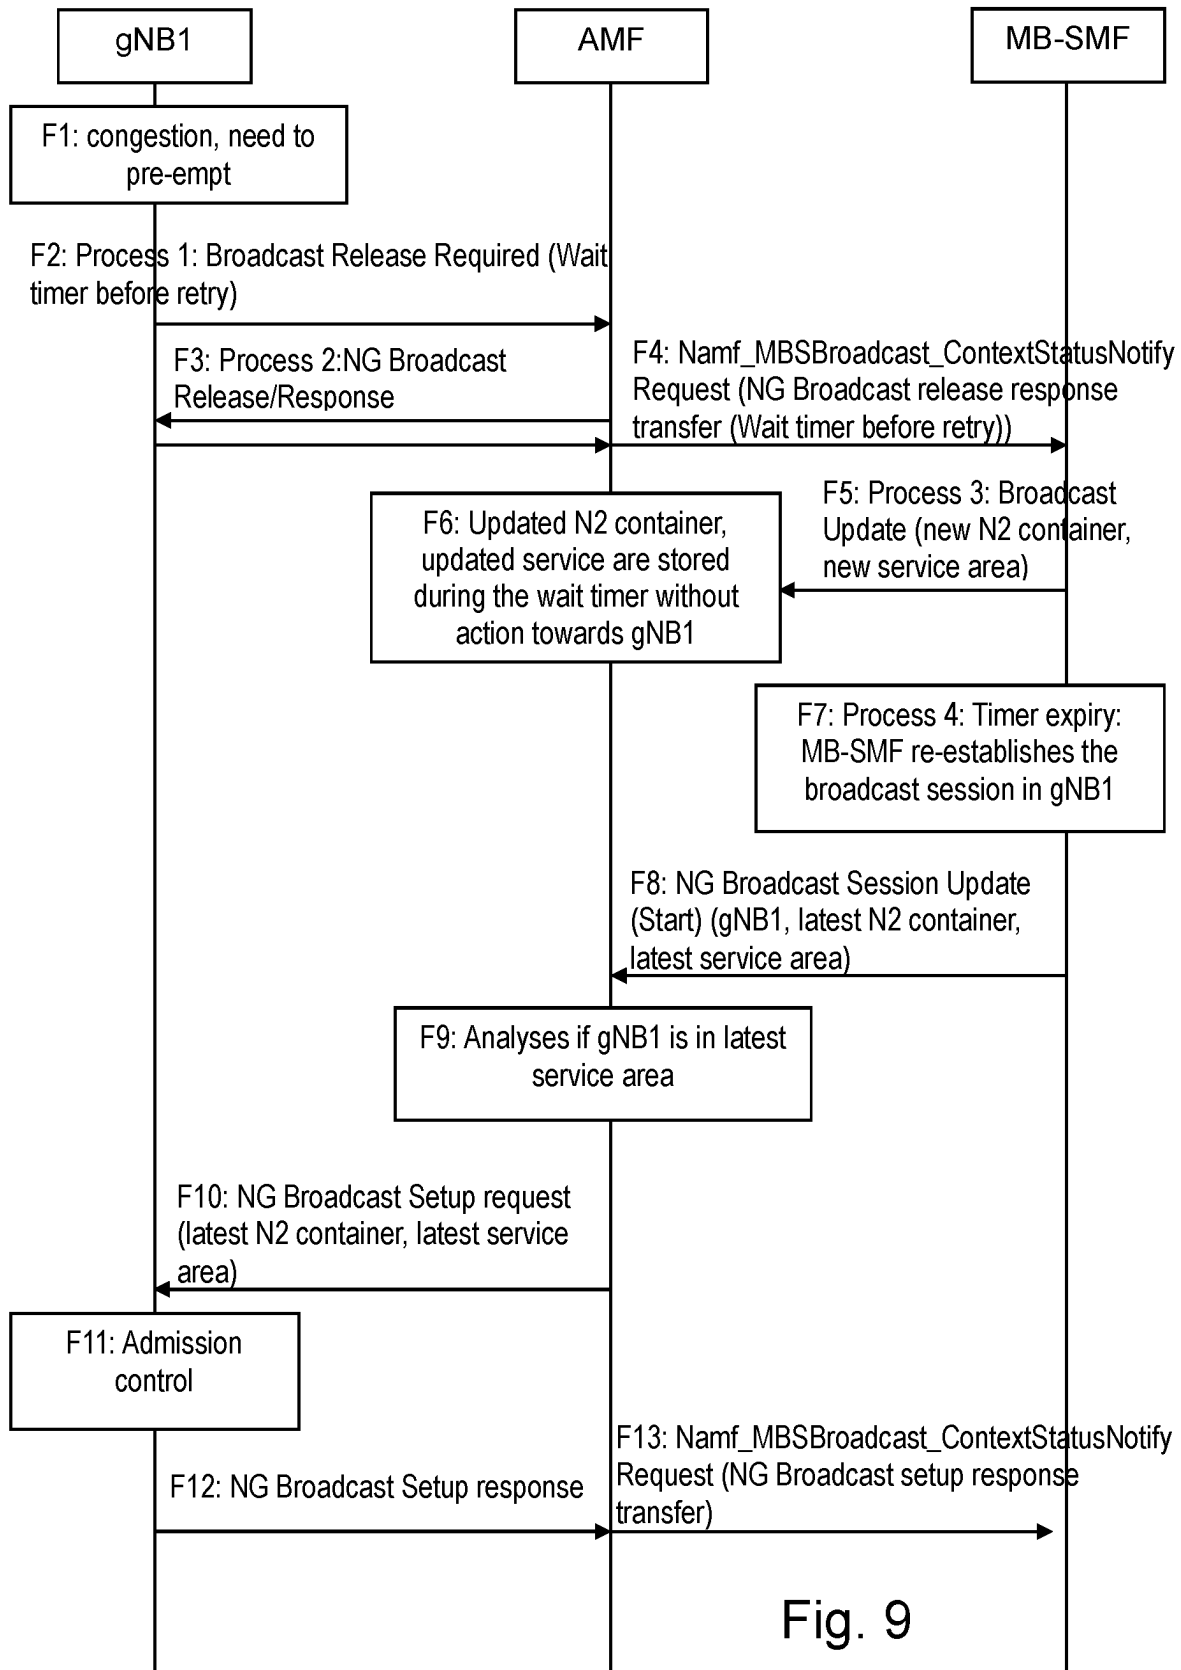 gNB1
AMF
MB-SMF
F1: congestion, need to
pre-empt
F2: Process 1: Broadcast Release Required (Wait
timer before retry)
F3: Process 2:NG Broadcast
Release/Response
F4: Namf_MBSBroadcast_ContextStatusNotify
Request (NG Broadcast release response
transfer (Wait timer before retry))
F5: Process 3: Broadcast
Update (new N2 container,
new service area)
F6: Updated N2 container,
updated service are stored
during the wait timer without
action towards gNB1
F7: Process 4: Timer expiry:
MB-SMF re-establishes the
broadcast session in gNB1
F8: NG Broadcast Session Update
(Start) (gNB1, latest N2 container,
latest service area)
F9: Analyses if gNB1 is in latest
service area
F10: NG Broadcast Setup request
(latest N2 container, latest service
area)
F11: Admission
control
F12: NG Broadcast Setup response
F13: Namf_MBSBroadcast_ContextStatusNotify
Request (NG Broadcast setup response
transfer)
Fig. 9